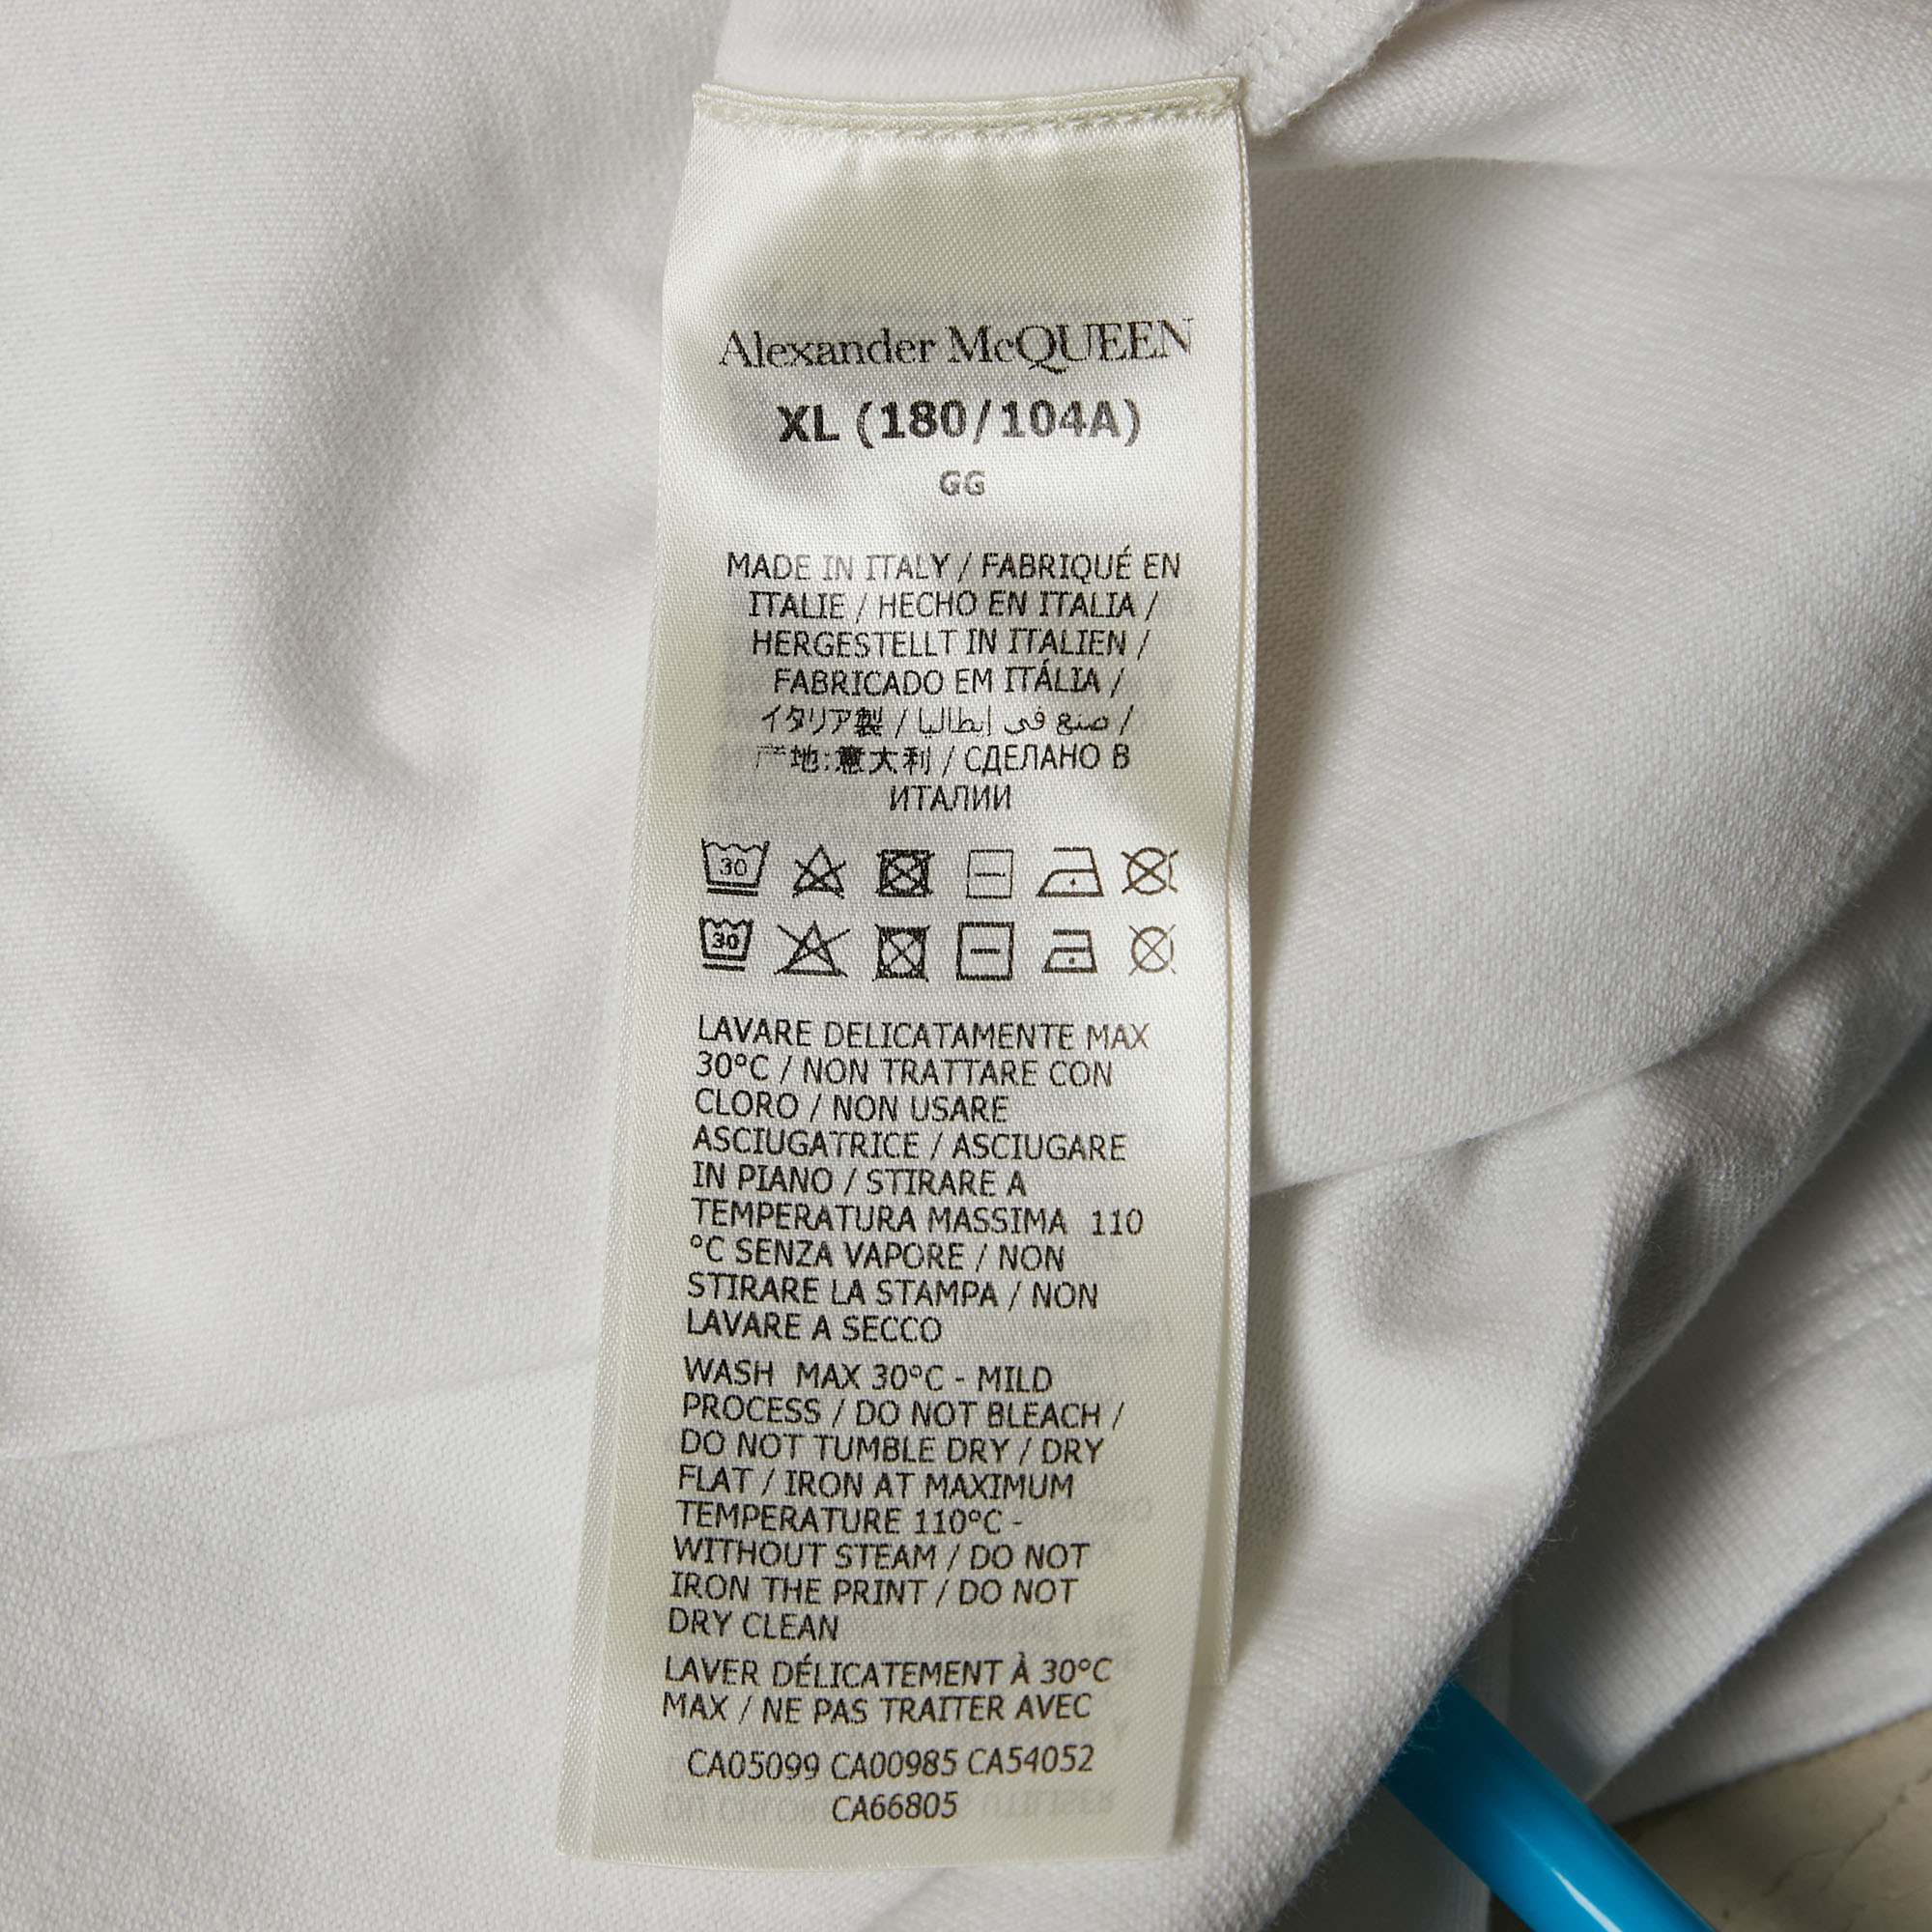 Alexander McQUEEN
XL (180/104A)
GG
MADE IN ITALY / FABRIQUÉ EN
ITALIE / HECHO EN ITALIA /
HERGESTELLT IN ITALIEN /
FABRICADO EM ITÁLIA /
イタリア製 / صنع في إيطاليا /
产地:意大利 / СДЕЛАНО В
ИТАЛИИ
30
30
LAVARE DELICATAMENTE MAX
30°C / NON TRATTARE CON
CLORO / NON USARE
ASCIUGATRICE / ASCIUGARE
IN PIANO / STIRARE A
TEMPERATURA MASSIMA 110
°C SENZA VAPORE / NON
STIRARE LA STAMPA / NON
LAVARE A SECCO
WASH MAX 30°C - MILD
PROCESS / DO NOT BLEACH /
DO NOT TUMBLE DRY / DRY
FLAT / IRON AT MAXIMUM
TEMPERATURE 110°C -
WITHOUT STEAM / DO NOT
IRON THE PRINT / DO NOT
DRY CLEAN
LAVER DÉLICATEMENT À 30°C
MAX / NE PAS TRAITER AVEC
CA05099 CA00985 CA54052
CA66805